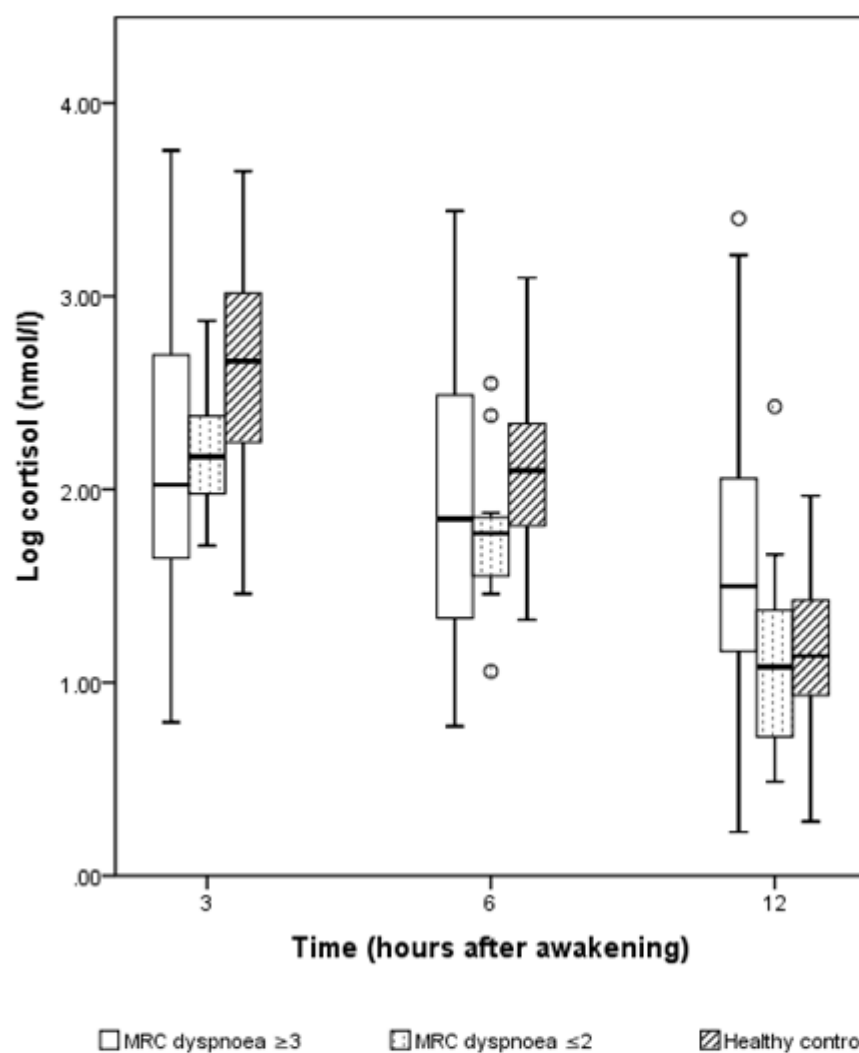 4.00
3.00
2.00
1.00
.00
Log cortisol (nmol/l)
3 6 12
Time (hours after awakening)
MRC dyspnoea ≥3 MRC dyspnoea ≤2 Healthy contro